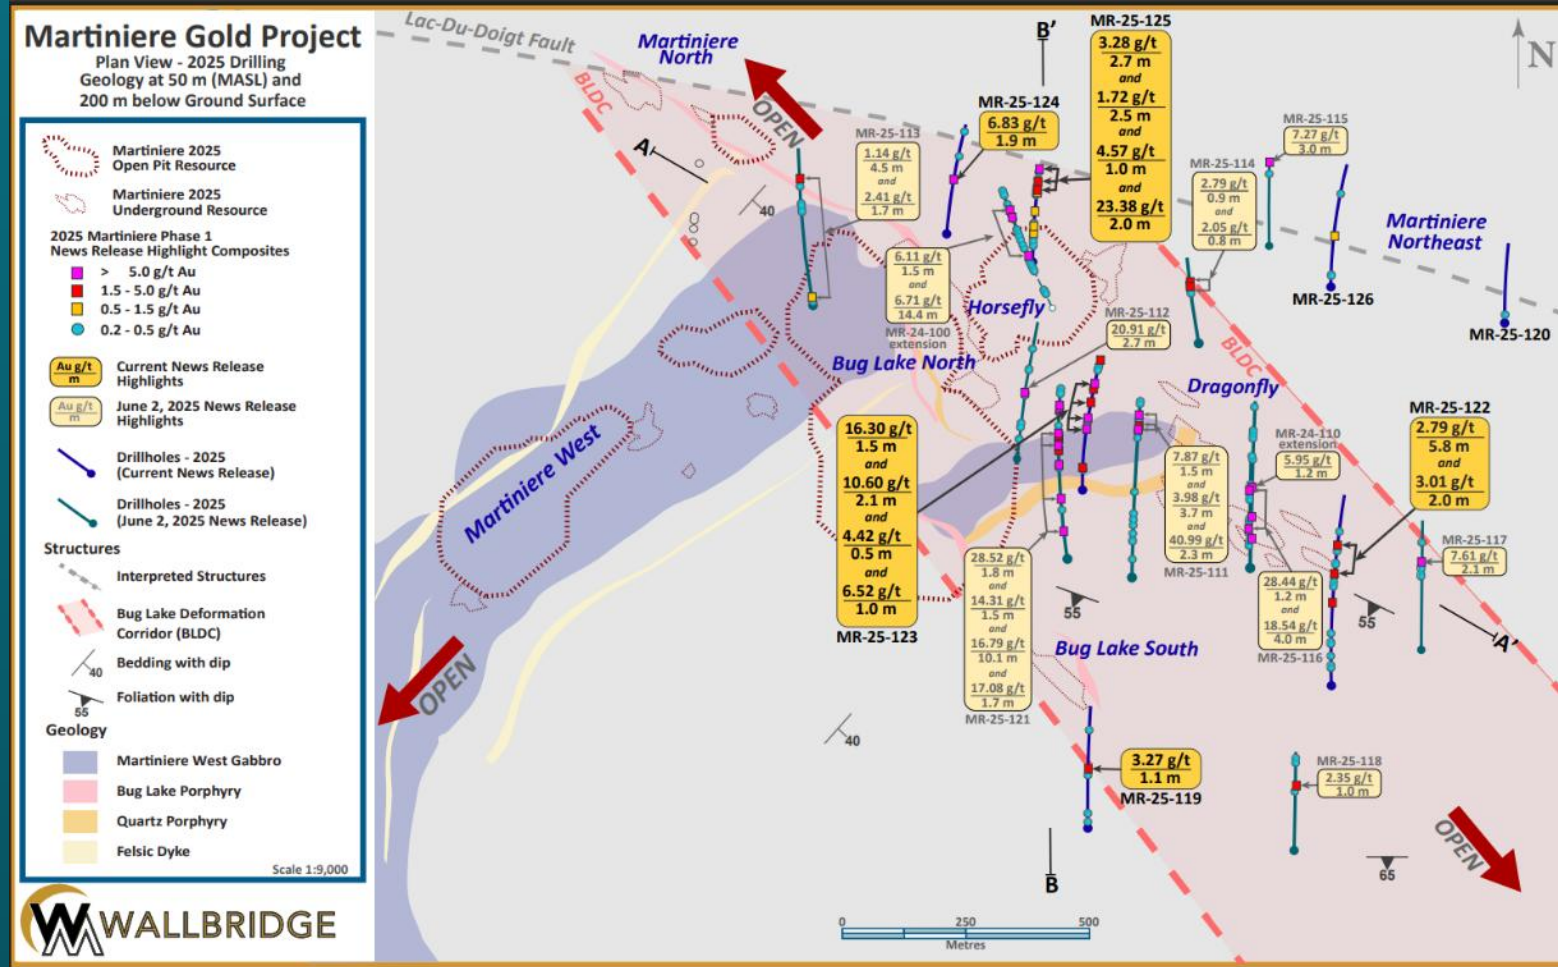 Martiniere Gold Project
Plan View - 2025 Drilling
Geology at 50 m (MASL) and
200 m below Ground Surface
Martiniere 2025
Open Pit Resource
Martiniere 2025
Underground Resource
2025 Martiniere Phase 1
News Release Highlight Composites
> 5.0 g/t Au
1.5 - 5.0 g/t Au
0.5 - 1.5 g/t Au
0.2 - 0.5 g/t Au
Au g/t
m
Current News Release
Highlights
Au g/t
m
June 2, 2025 News Release
Highlights
Drillholes - 2025
(Current News Release)
Drillholes - 2025
(June 2, 2025 News Release)
Structures
Interpreted Structures
Bug Lake Deformation
Corridor (BLDC)
40
Bedding with dip
55
Foliation with dip
Geology
Martiniere West Gabbro
Bug Lake Porphyry
Quartz Porphyry
Felsic Dyke
Scale 1:9,000
WALLBRIDGE
Lac-Du-Doigt Fault
Martiniere
North
BLDC
OPEN
A
40
B'
N
MR-25-113
1.14 g/t
4.5 m
and
2.41 g/t
1.7 m
MR-25-124
6.83 g/t
1.9 m
MR-25-125
3.28 g/t
2.7 m
and
1.72 g/t
2.5 m
and
4.57 g/t
1.0 m
and
23.38 g/t
2.0 m
MR-25-114
2.79 g/t
0.9 m
and
2.05 g/t
0.8 m
MR-25-115
7.27 g/t
3.0 m
Martiniere
Northeast
MR-25-126
MR-25-120
6.11 g/t
1.5 m
and
6.71 g/t
14.4 m
MR-24-100
extension
Horsefly
MR-25-112
20.91 g/t
2.7 m
Bug Lake North
BLDC
Dragonfly
Martiniere West
16.30 g/t
1.5 m
and
10.60 g/t
2.1 m
and
4.42 g/t
0.5 m
and
6.52 g/t
1.0 m
MR-25-123
7.87 g/t
1.5 m
and
3.98 g/t
3.7 m
and
40.99 g/t
2.3 m
MR-25-111
MR-24-110
extension
5.95 g/t
1.2 m
MR-25-122
2.79 g/t
5.8 m
and
3.01 g/t
2.0 m
MR-25-117
7.61 g/t
2.1 m
28.52 g/t
1.8 m
and
14.31 g/t
1.5 m
and
16.79 g/t
10.1 m
and
17.08 g/t
1.7 m
MR-25-121
28.44 g/t
1.2 m
and
18.54 g/t
4.0 m
MR-25-116
55
55
A'
Bug Lake South
OPEN
40
3.27 g/t
1.1 m
MR-25-119
MR-25-118
2.35 g/t
1.0 m
OPEN
65
B
0 250 500
Metres